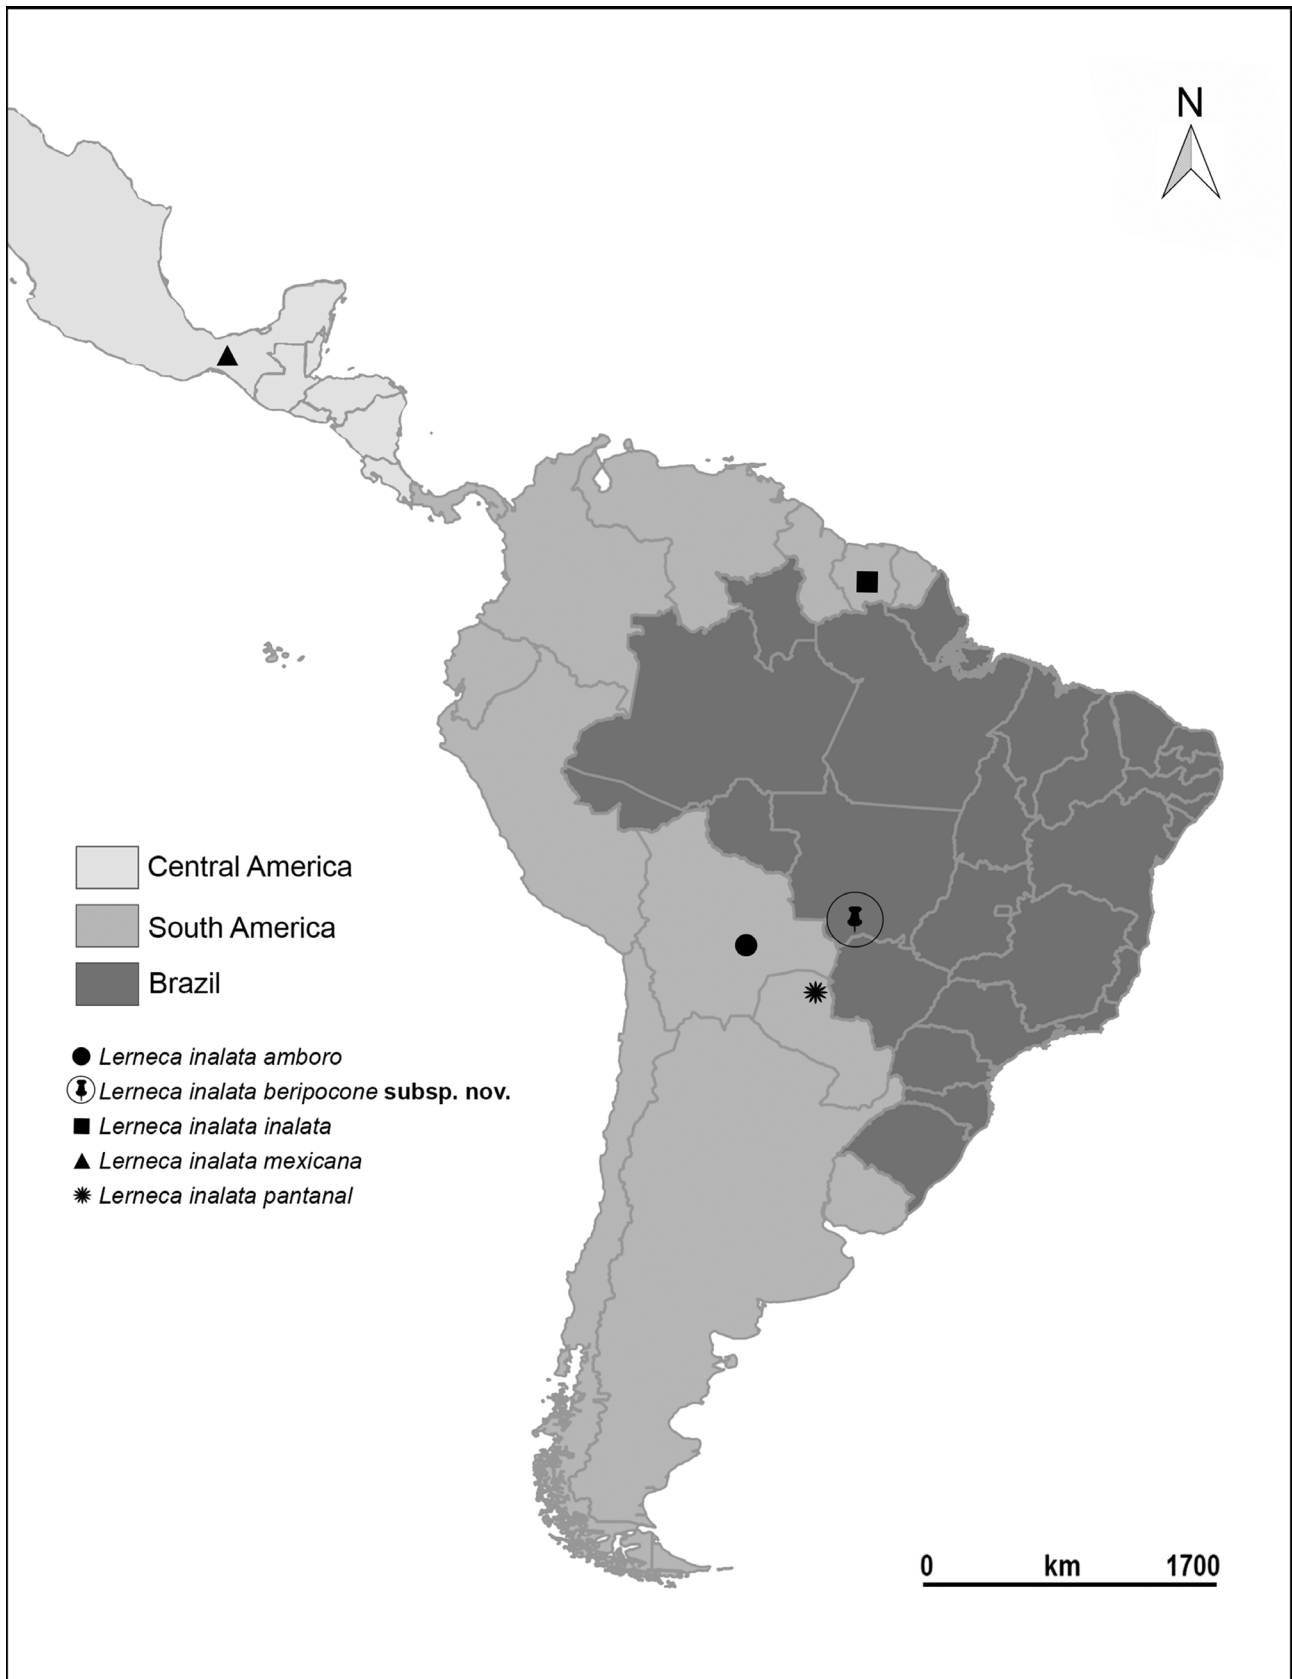 N
Central America
South America
Brazil
Lerneca inalata amboro
Lerneca inalata beripocone subsp. nov.
Lerneca inalata inalata
Lerneca inalata mexicana
Lerneca inalata pantanal
0 km 1700